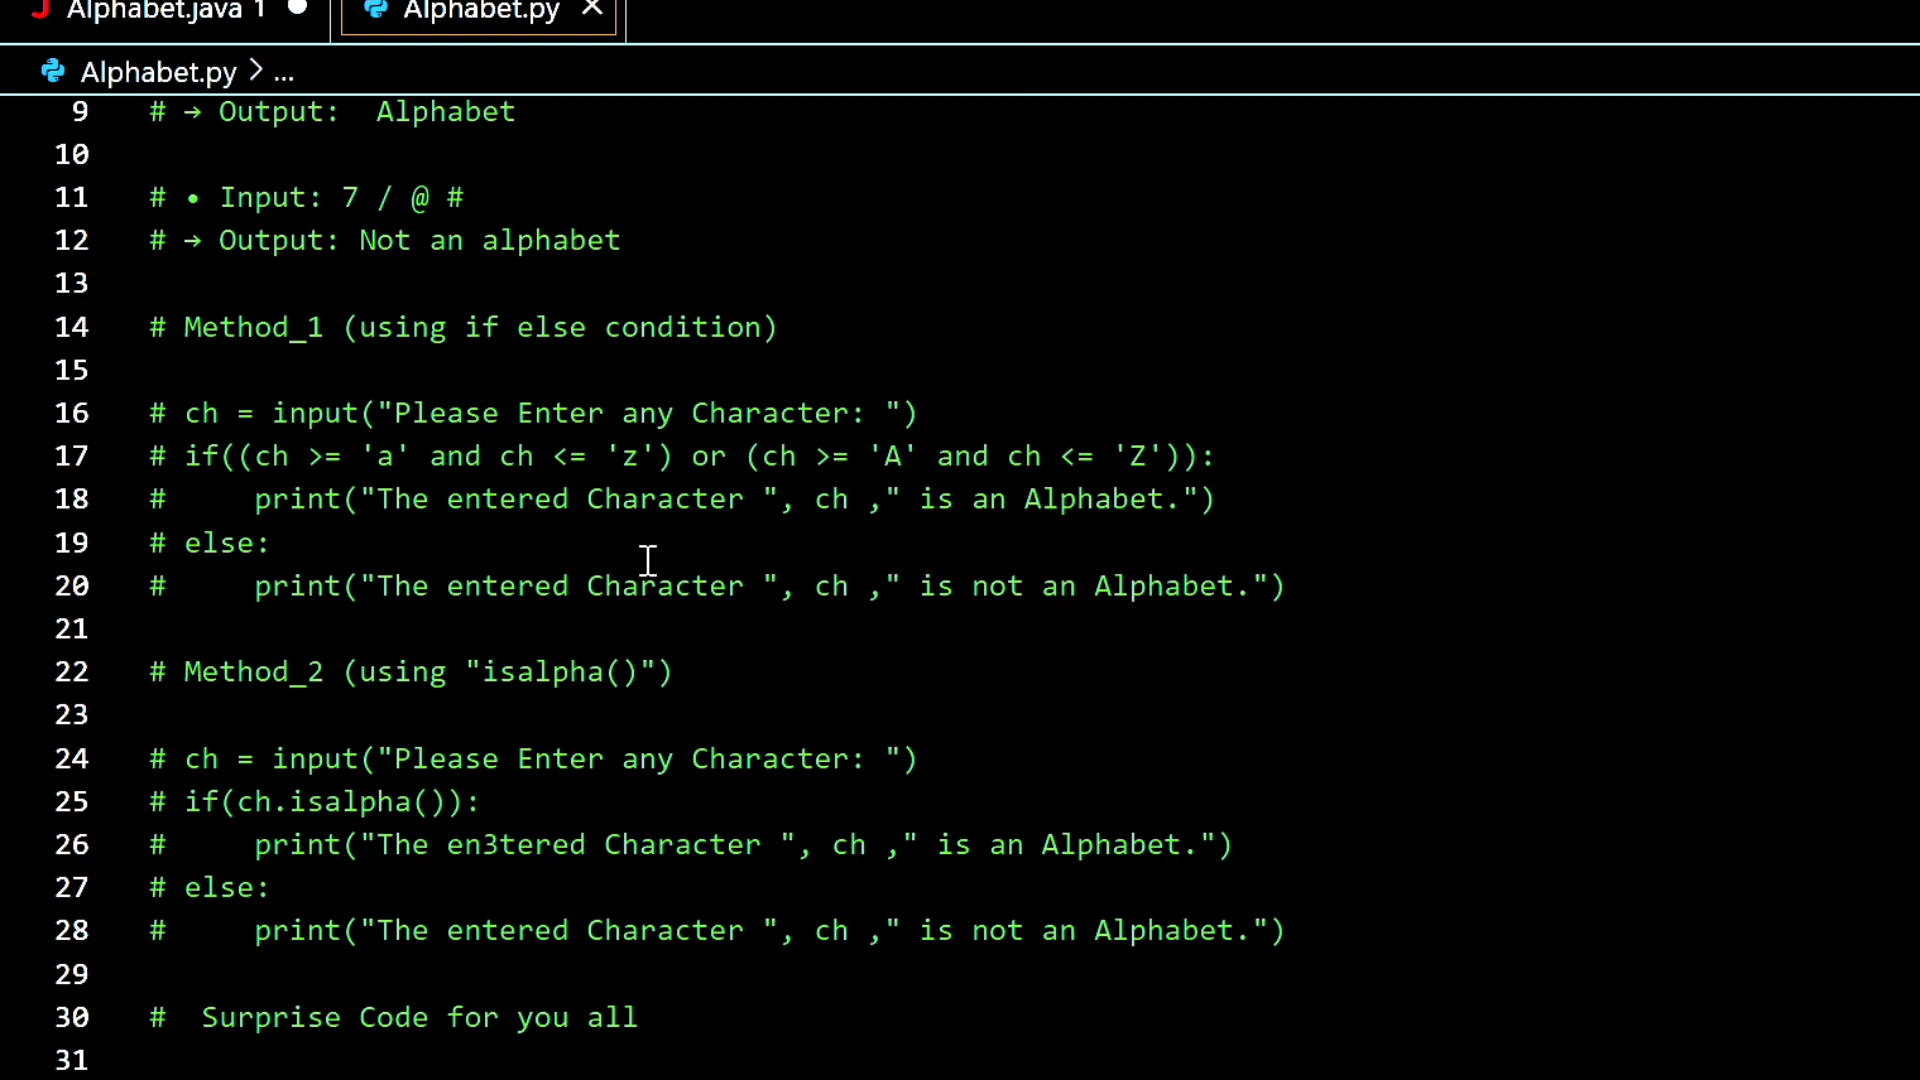 Alphabet.java 1
Alphabet.py
Alphabet.py > ...
9 # → Output:  Alphabet
10
11 # • Input: 7 / @ #
12 # → Output: Not an alphabet
13
14 # Method_1 (using if else condition)
15
16 # ch = input("Please Enter any Character: ")
17 # if((ch >= 'a' and ch <= 'z') or (ch >= 'A' and ch <= 'Z')):
18 #     print("The entered Character ", ch ," is an Alphabet.")
19 # else:
20 #     print("The entered Character ", ch ," is not an Alphabet.")
21
22 # Method_2 (using "isalpha()")
23
24 # ch = input("Please Enter any Character: ")
25 # if(ch.isalpha()):
26 #     print("The en3tered Character ", ch ," is an Alphabet.")
27 # else:
28 #     print("The entered Character ", ch ," is not an Alphabet.")
29
30 #  Surprise Code for you all
31